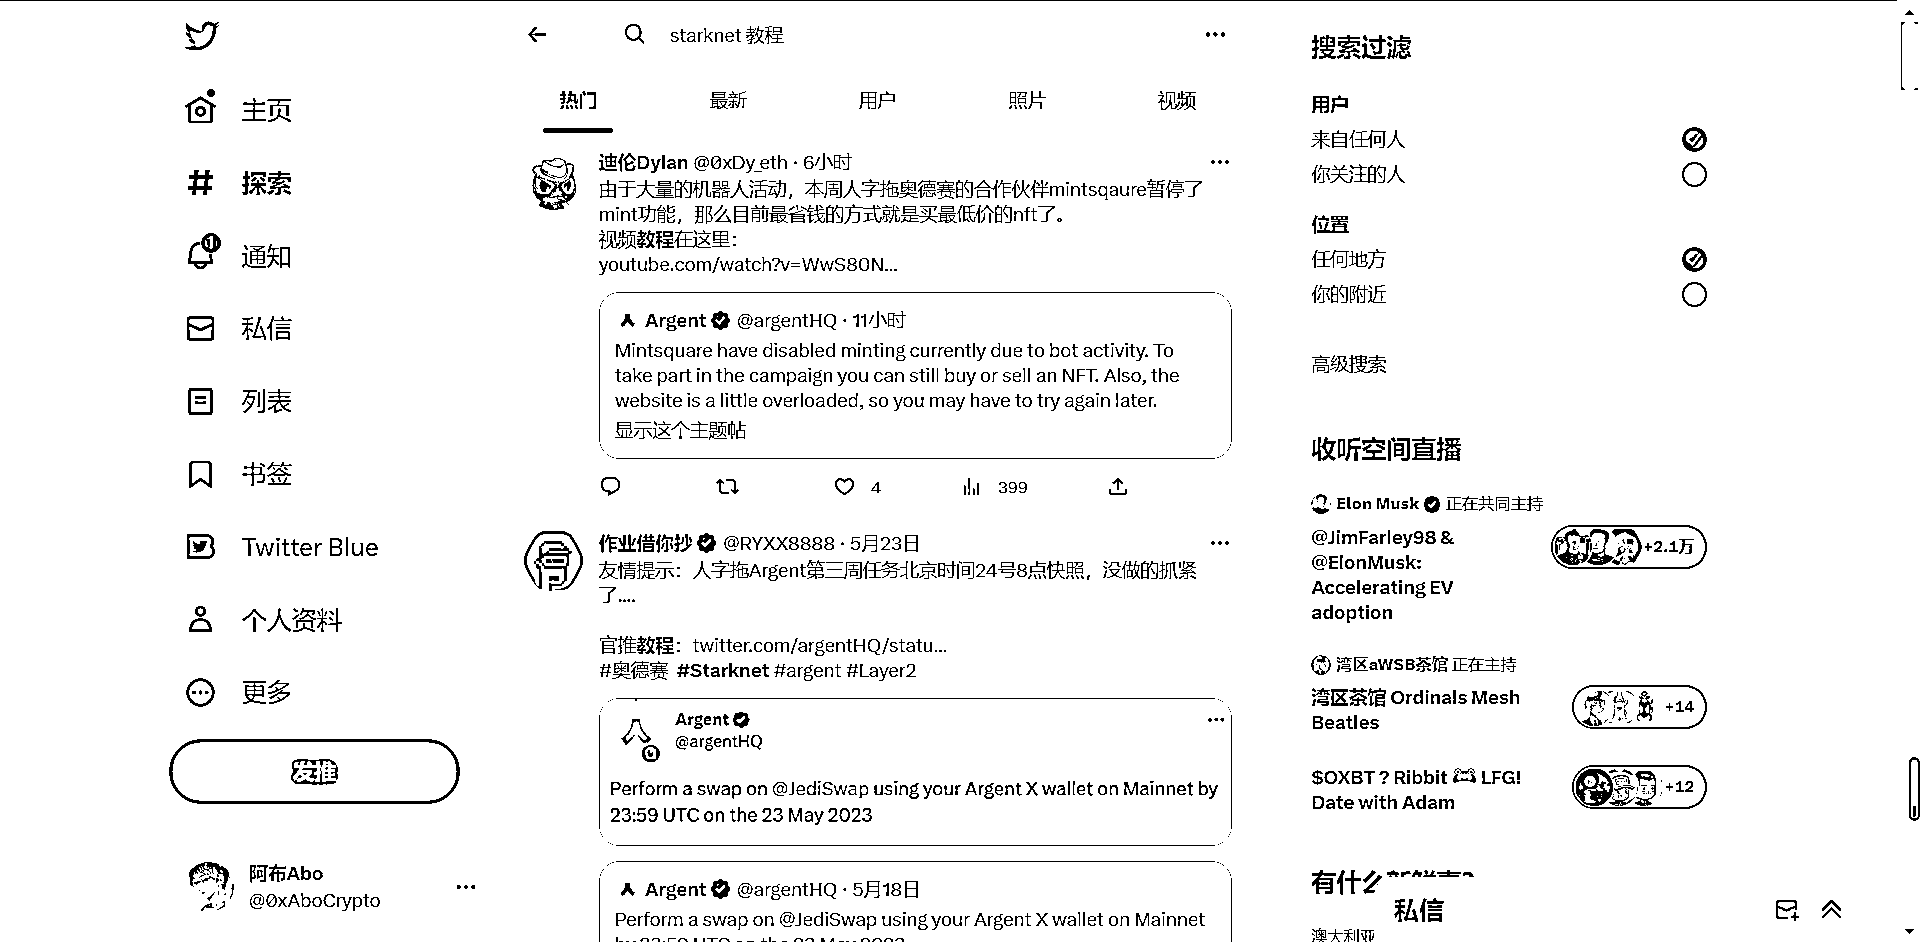 主页
探索
1
通知
私信
列表
书签
Twitter Blue
个人资料
更多
发推
阿布Abo
@0xAboCrypto
starknet 教程
热门
最新
用户
照片
视频
迪伦Dylan @0xDy_eth · 6小时
由于大量的机器人活动，本周人字拖奥德赛的合作伙伴mintsqaure暂停了
mint功能，那么目前最省钱的方式就是买最低价的nft了。
视频教程在这里：
youtube.com/watch?v=WwS80N...
Argent @argentHQ · 11小时
Mintsquare have disabled minting currently due to bot activity. To
take part in the campaign you can still buy or sell an NFT. Also, the
website is a little overloaded, so you may have to try again later.
显示这个主题帖
4
399
作业借你抄 @RYXX8888 · 5月23日
友情提示：人字拖Argent第三周任务北京时间24号8点快照，没做的抓紧
了....
官推教程：twitter.com/argentHQ/statu...
#奥德赛 #Starknet #argent #Layer2
Argent
@argentHQ
Perform a swap on @JediSwap using your Argent X wallet on Mainnet by
23:59 UTC on the 23 May 2023
Argent @argentHQ · 5月18日
Perform a swap on @JediSwap using your Argent X wallet on Mainnet
by 23:59 UTC on the 23 May 2023
搜索过滤
用户
来自任何人
你关注的人
位置
任何地方
你的附近
高级搜索
收听空间直播
Elon Musk 正在共同主持
@JimFarley98 &
@ElonMusk:
Accelerating EV
adoption
+2.1万
湾区aWSB茶馆 正在主持
湾区茶馆 Ordinals Mesh
Beatles
+14
$OXBT ? Ribbit LFG!
Date with Adam
+12
有什么
私信
澳大利亚